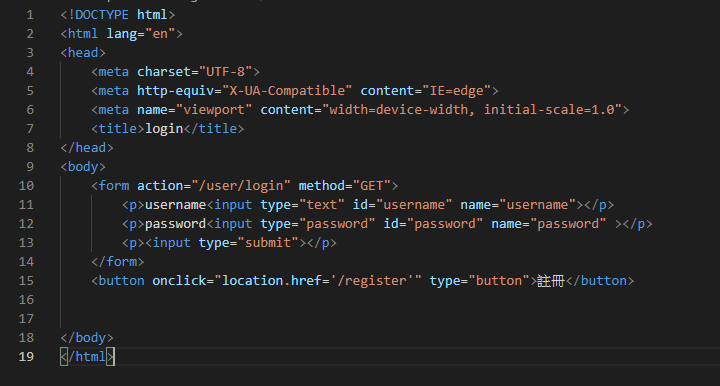 1 <!DOCTYPE html>
2 <html lang="en">
3 <head>
4     <meta charset="UTF-8">
5     <meta http-equiv="X-UA-Compatible" content="IE=edge">
6     <meta name="viewport" content="width=device-width, initial-scale=1.0">
7     <title>login</title>
8 </head>
9 <body>
10     <form action="/user/login" method="GET">
11         <p>username<input type="text" id="username" name="username"></p>
12         <p>password<input type="password" id="password" name="password" ></p>
13         <p><input type="submit"></p>
14     </form>
15     <button onclick="location.href='/register'" type="button">註冊</button>
16
17
18 </body>
19 </html>